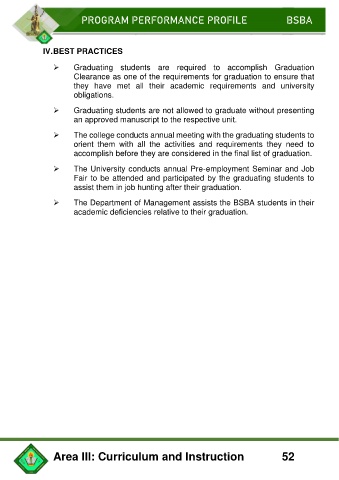 PROGRAM PERFORMANCE PROFILE BSBA
IV.BEST PRACTICES
➢ Graduating students are required to accomplish Graduation
Clearance as one of the requirements for graduation to ensure that
they have met all their academic requirements and university
obligations.
➢ Graduating students are not allowed to graduate without presenting
an approved manuscript to the respective unit.
➢ The college conducts annual meeting with the graduating students to
orient them with all the activities and requirements they need to
accomplish before they are considered in the final list of graduation.
➢ The University conducts annual Pre-employment Seminar and Job
Fair to be attended and participated by the graduating students to
assist them in job hunting after their graduation.
➢ The Department of Management assists the BSBA students in their
academic deficiencies relative to their graduation.
Area III: Curriculum and Instruction 52